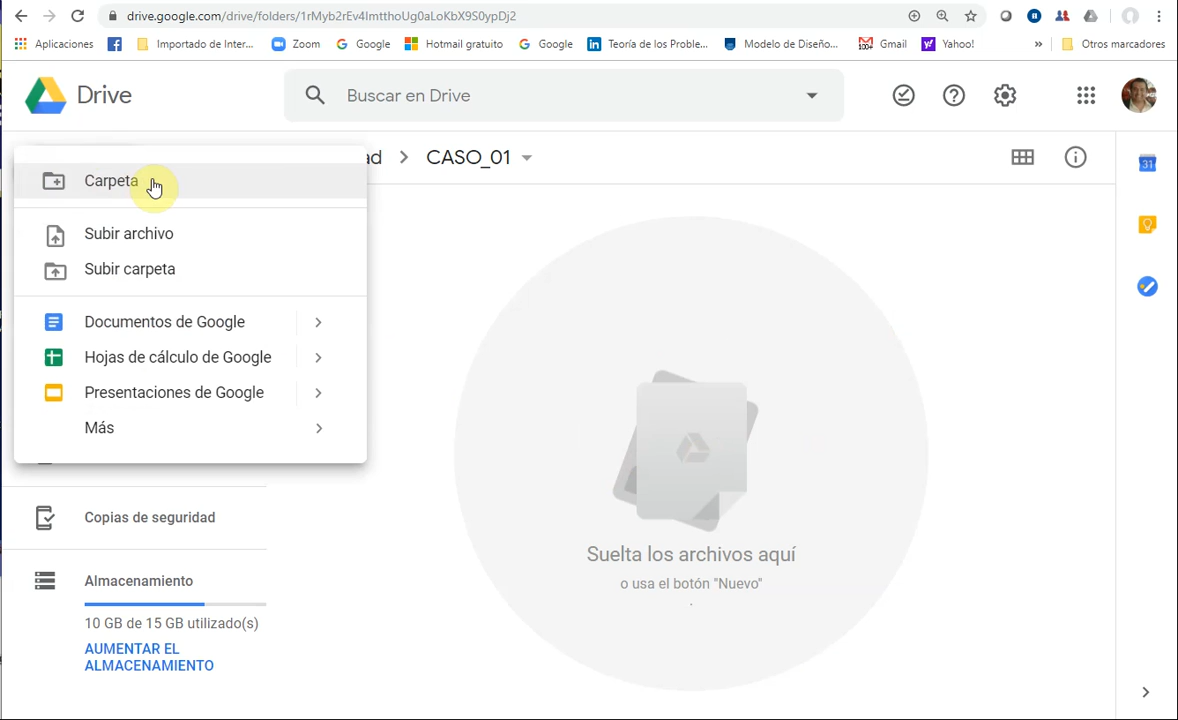 drive.google.com/drive/folders/1rMyb2rEv4ImtthoUg0aLoKbX9S0ypDj2
Aplicaciones Importado de Inter... Zoom Google Hotmail gratuito Google Teoría de los Proble... Modelo de Diseño... 100+ Gmail Yahoo! » Otros marcadores
Drive
Buscar en Drive
ad > CASO_01
31
Carpeta
Subir archivo
Subir carpeta
Documentos de Google
Hojas de cálculo de Google
Presentaciones de Google
Más
Suelta los archivos aquí
o usa el botón "Nuevo"
.
Copias de seguridad
Almacenamiento
10 GB de 15 GB utilizado(s)
AUMENTAR EL
ALMACENAMIENTO